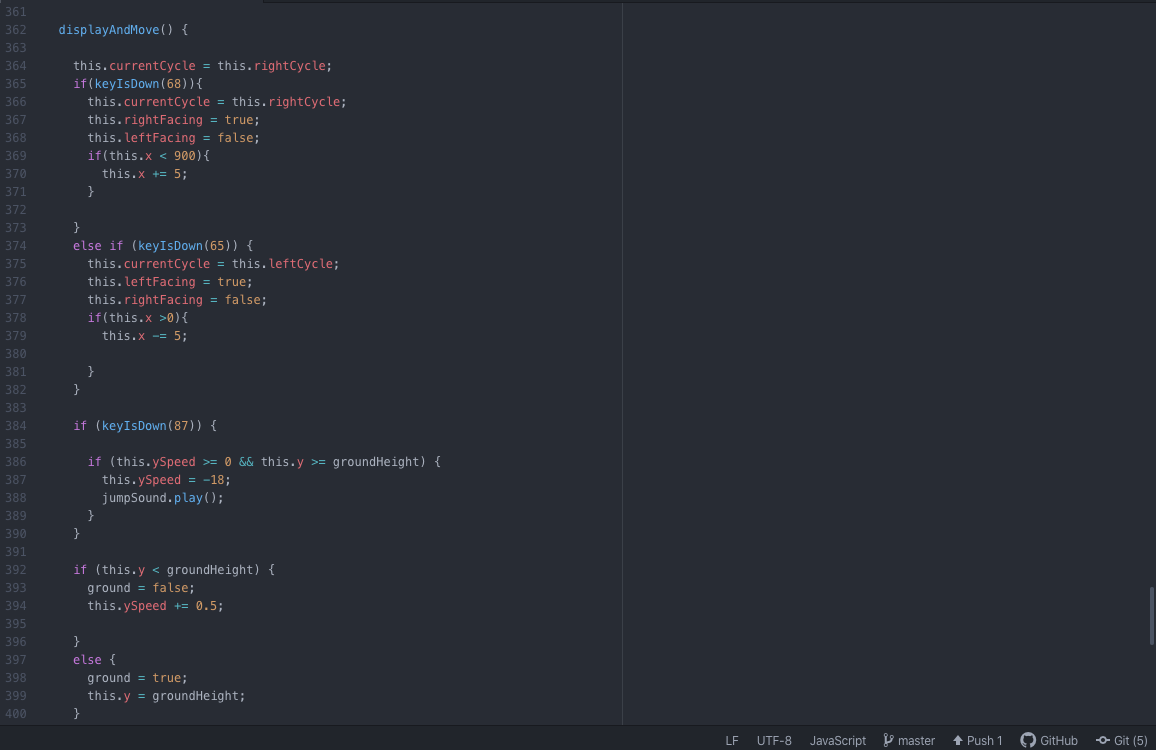 361
362 displayAndMove() {
363
364 this.currentCycle = this.rightCycle;
365 if(keyIsDown(68)){
366 this.currentCycle = this.rightCycle;
367 this.rightFacing = true;
368 this.leftFacing = false;
369 if(this.x < 900){
370 this.x += 5;
371 }
372
373 }
374 else if (keyIsDown(65)) {
375 this.currentCycle = this.leftCycle;
376 this.leftFacing = true;
377 this.rightFacing = false;
378 if(this.x >0){
379 this.x -= 5;
380
381 }
382 }
383
384 if (keyIsDown(87)) {
385
386 if (this.ySpeed >= 0 && this.y >= groundHeight) {
387 this.ySpeed = -18;
388 jumpSound.play();
389 }
390 }
391
392 if (this.y < groundHeight) {
393 ground = false;
394 this.ySpeed += 0.5;
395
396 }
397 else {
398 ground = true;
399 this.y = groundHeight;
400 }
LF UTF-8 JavaScript master Push 1 GitHub Git (5)